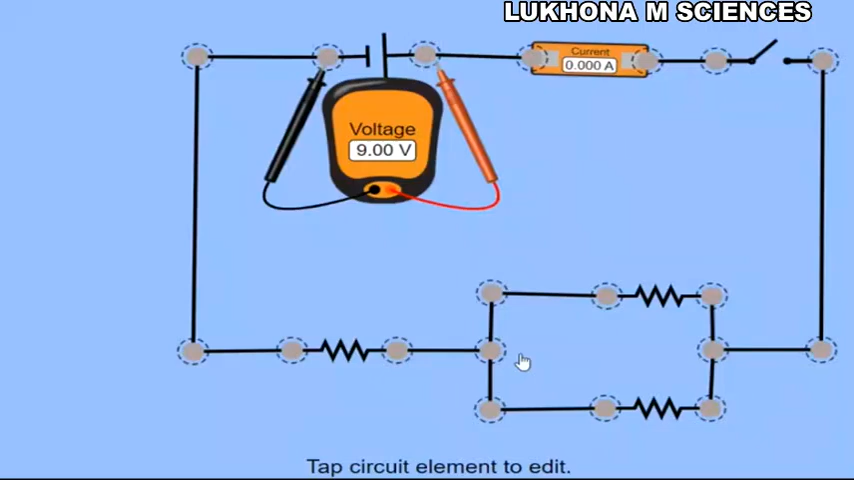 LUKHONA M SCIENCES
Current
0.000 A
Voltage
9.00 V
Tap circuit element to edit.